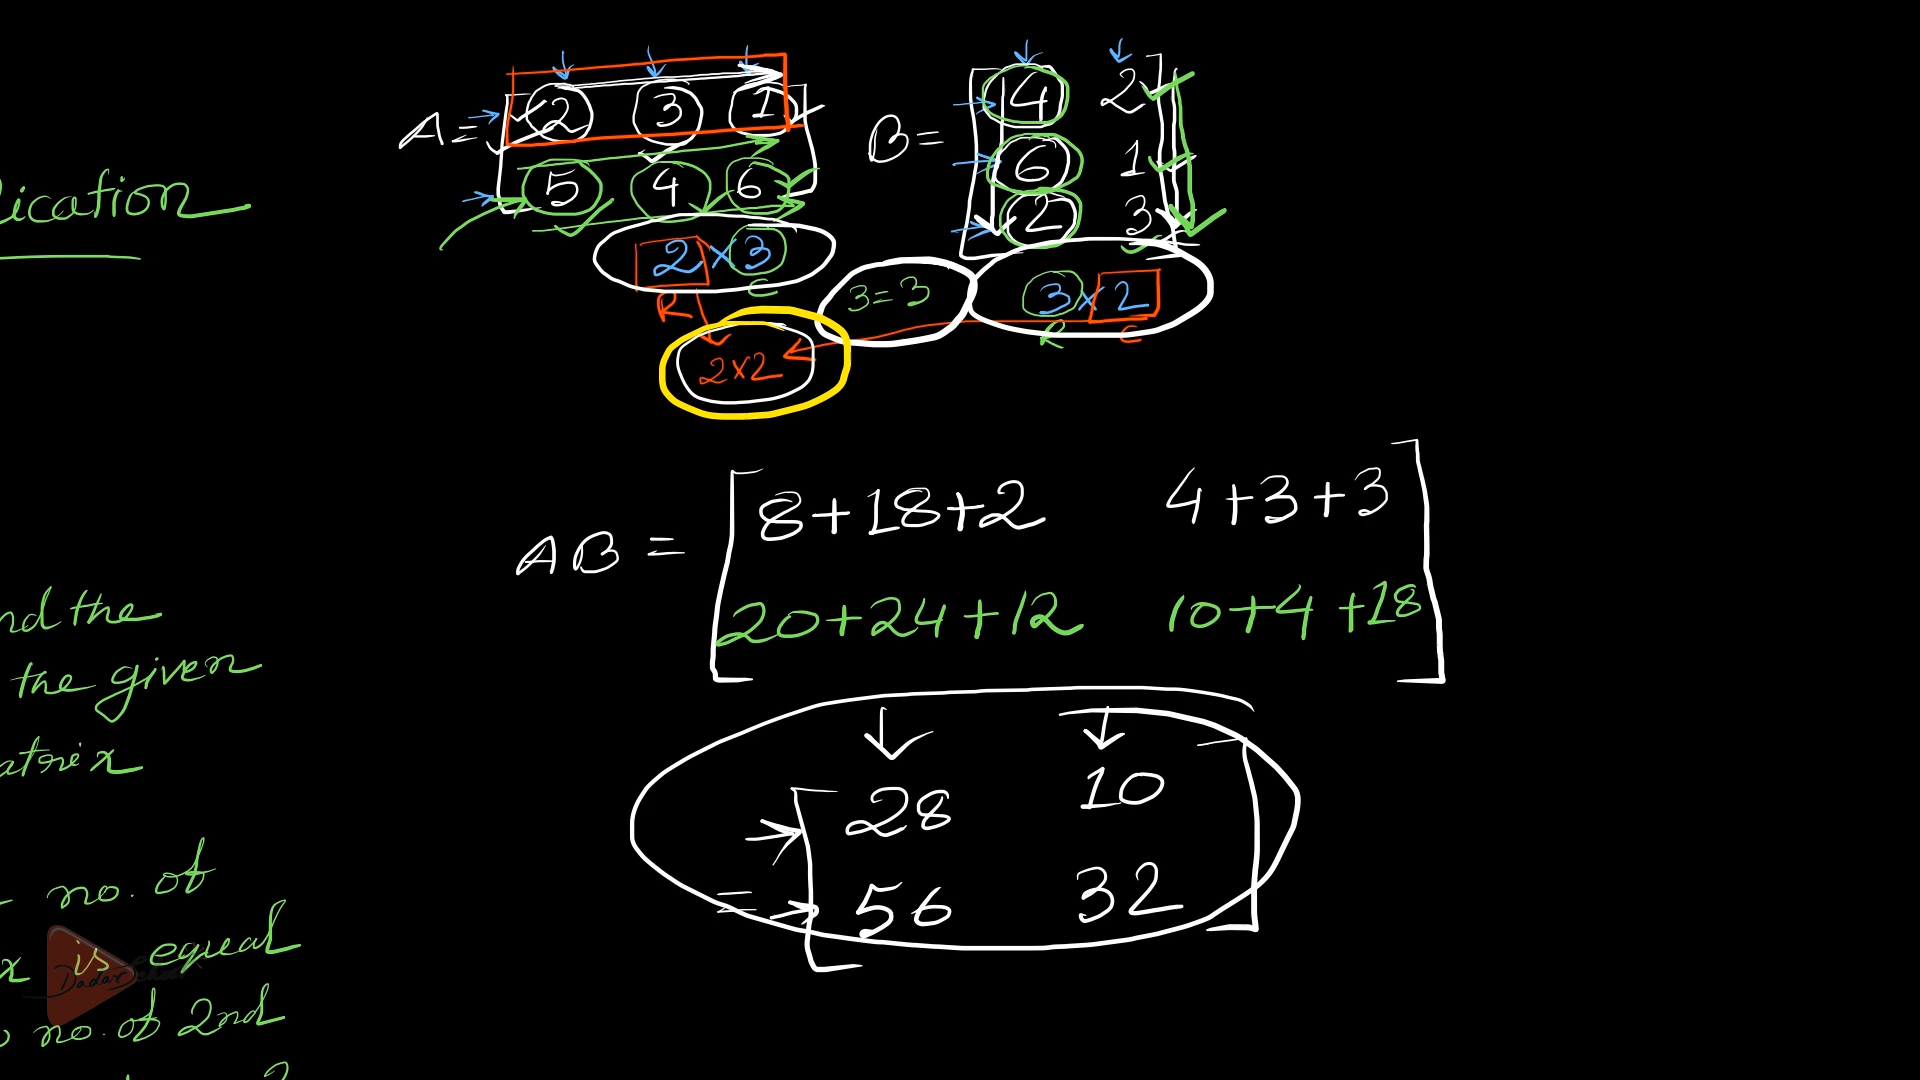 A = 2 3 1
5 4 6
B = 4 2
6 1
2 3
2×3
R C
3=3
3×2
R C
2×2
AB = 8+18+2 4+3+3
20+24+12 10+4+18
= 28 10
56 32
ication
nd the
the given
atrix
no. of
x is equal
no. of 2nd